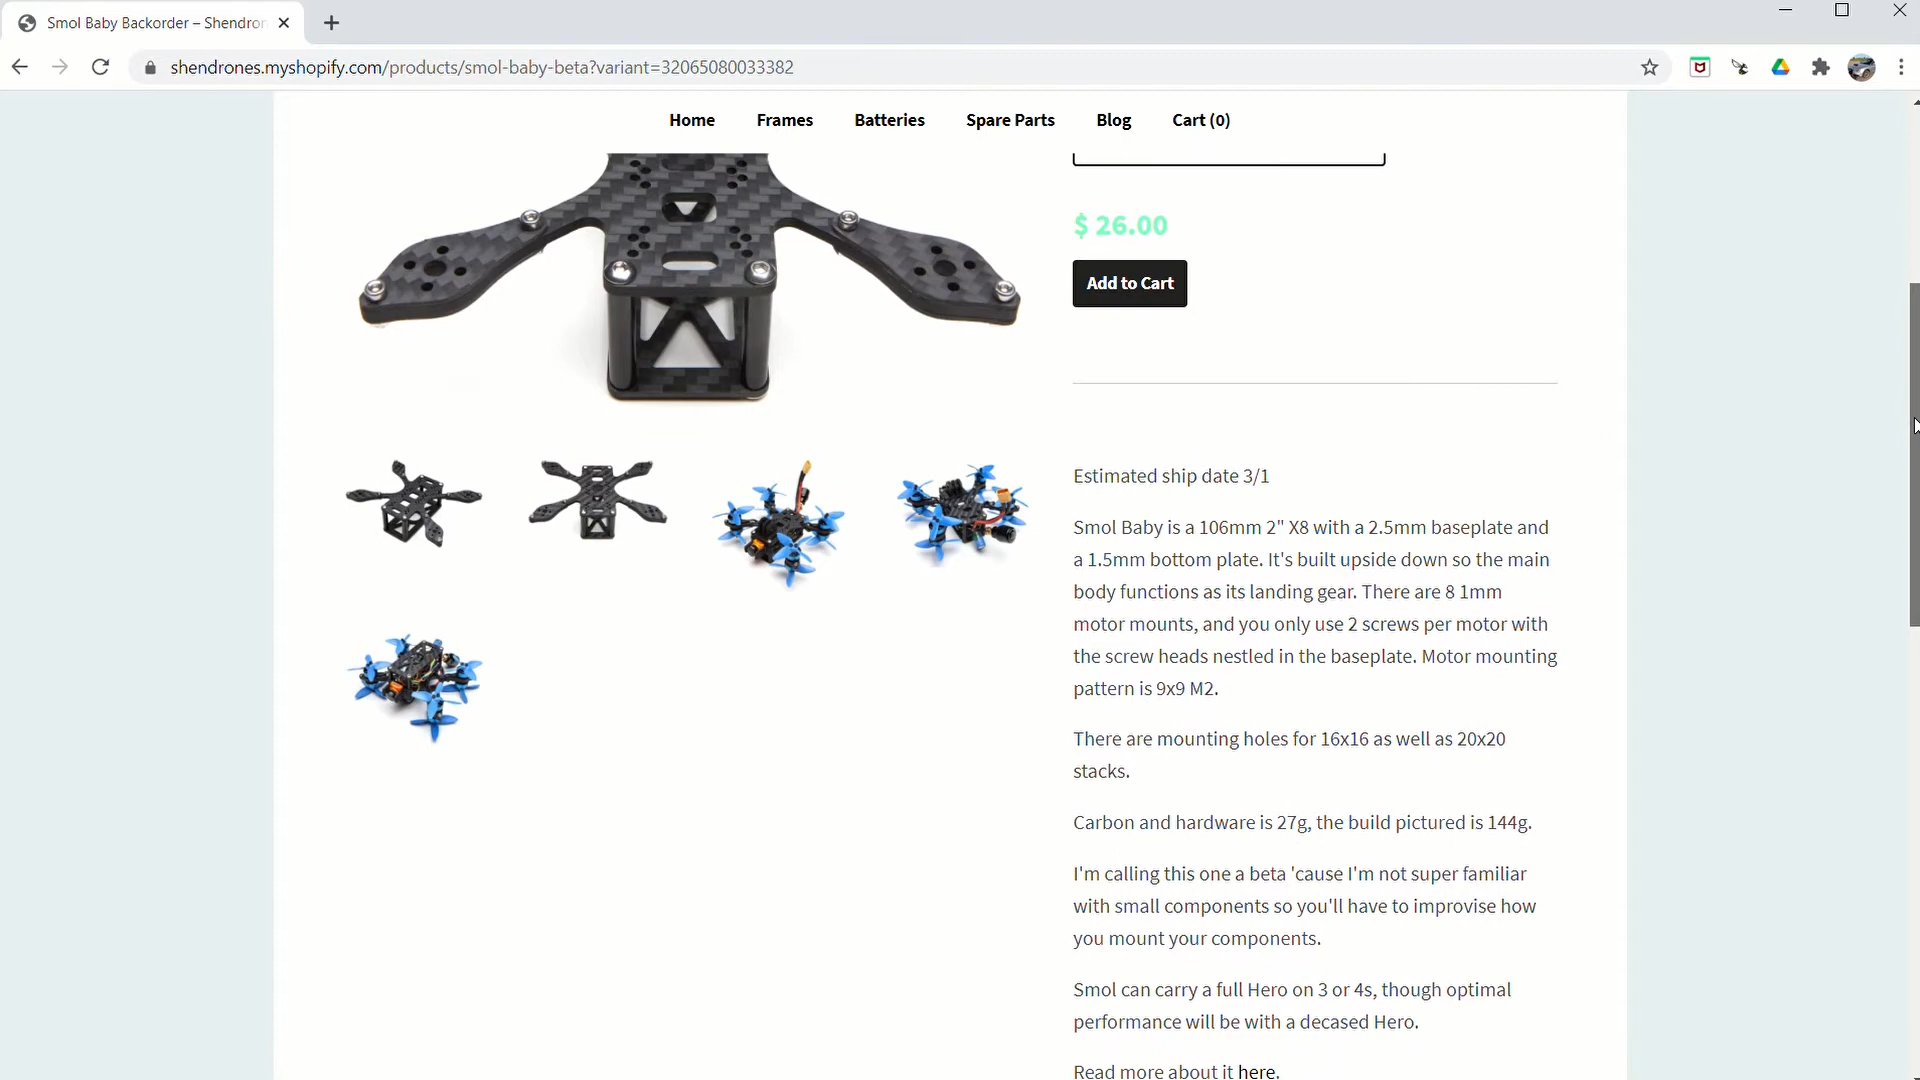 Smol Baby Backorder – Shendron
shendrones.myshopify.com/products/smol-baby-beta?variant=32065080033382
Home Frames Batteries Spare Parts Blog Cart (0)
$ 26.00
Add to Cart
Estimated ship date 3/1
Smol Baby is a 106mm 2" X8 with a 2.5mm baseplate and
a 1.5mm bottom plate. It's built upside down so the main
body functions as its landing gear. There are 8 1mm
motor mounts, and you only use 2 screws per motor with
the screw heads nestled in the baseplate. Motor mounting
pattern is 9x9 M2.
There are mounting holes for 16x16 as well as 20x20
stacks.
Carbon and hardware is 27g, the build pictured is 144g.
I'm calling this one a beta 'cause I'm not super familiar
with small components so you'll have to improvise how
you mount your components.
Smol can carry a full Hero on 3 or 4s, though optimal
performance will be with a decased Hero.
Read more about it here.